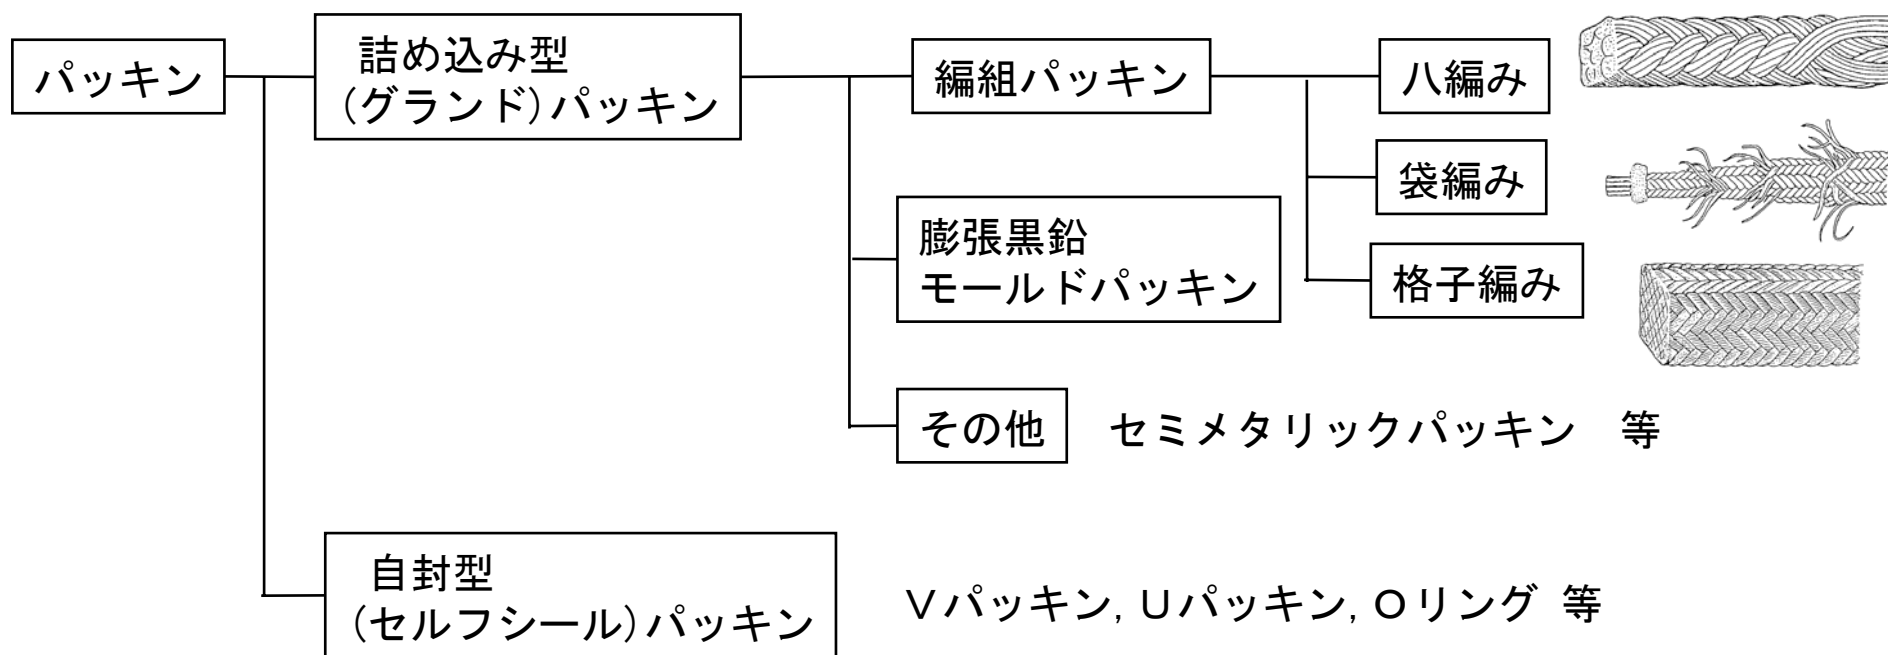 パッキン
詰め込み型
(グランド)パッキン
編組パッキン
八編み
袋編み
格子編み
膨張黒鉛
モールドパッキン
その他
セミメタリックパッキン　等
自封型
(セルフシール)パッキン
Ｖパッキン, Ｕパッキン, Ｏリング 等